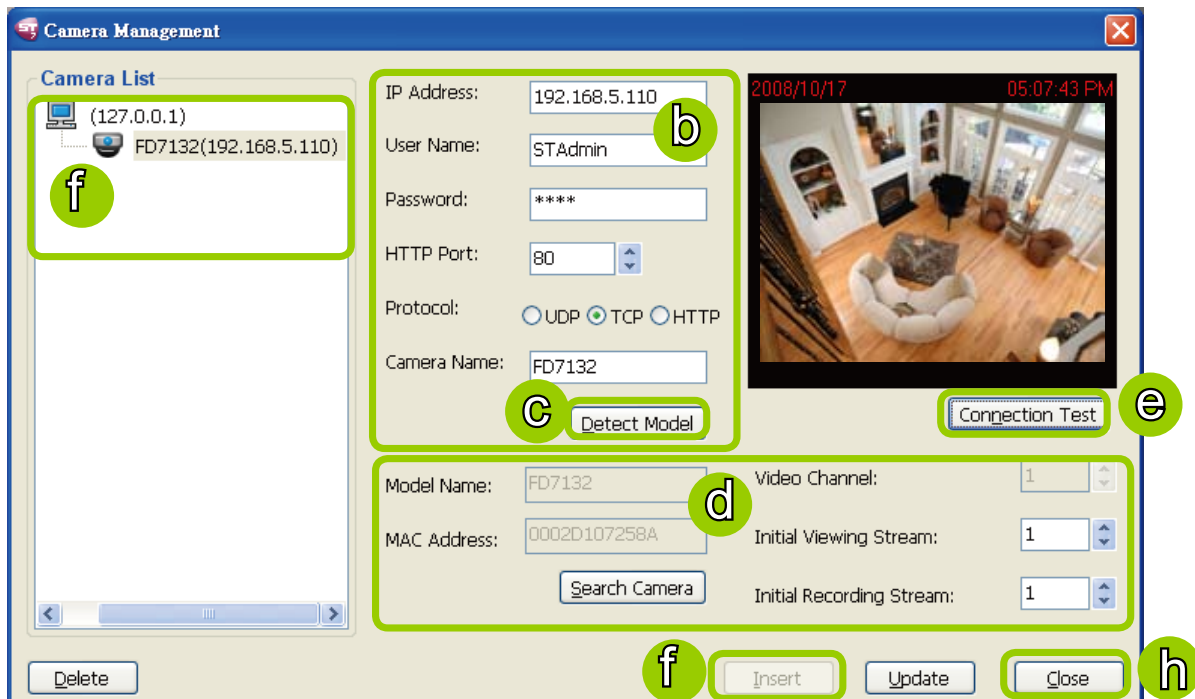 ST
7
Camera Management
Camera List
(127.0.0.1)
FD7132(192.168.5.110)
f
IP Address:
192.168.5.110
b
User Name:
STAdmin
Password:
****
HTTP Port:
80
Protocol:
UDP TCP HTTP
Camera Name:
FD7132
c
Detect Model
2008/10/17 05:07:43 PM
Connection Test
e
Model Name:
FD7132
d
MAC Address:
0002D107258A
Search Camera
Video Channel:
1
Initial Viewing Stream:
1
Initial Recording Stream:
1
Delete
f
Insert
Update
Close
h